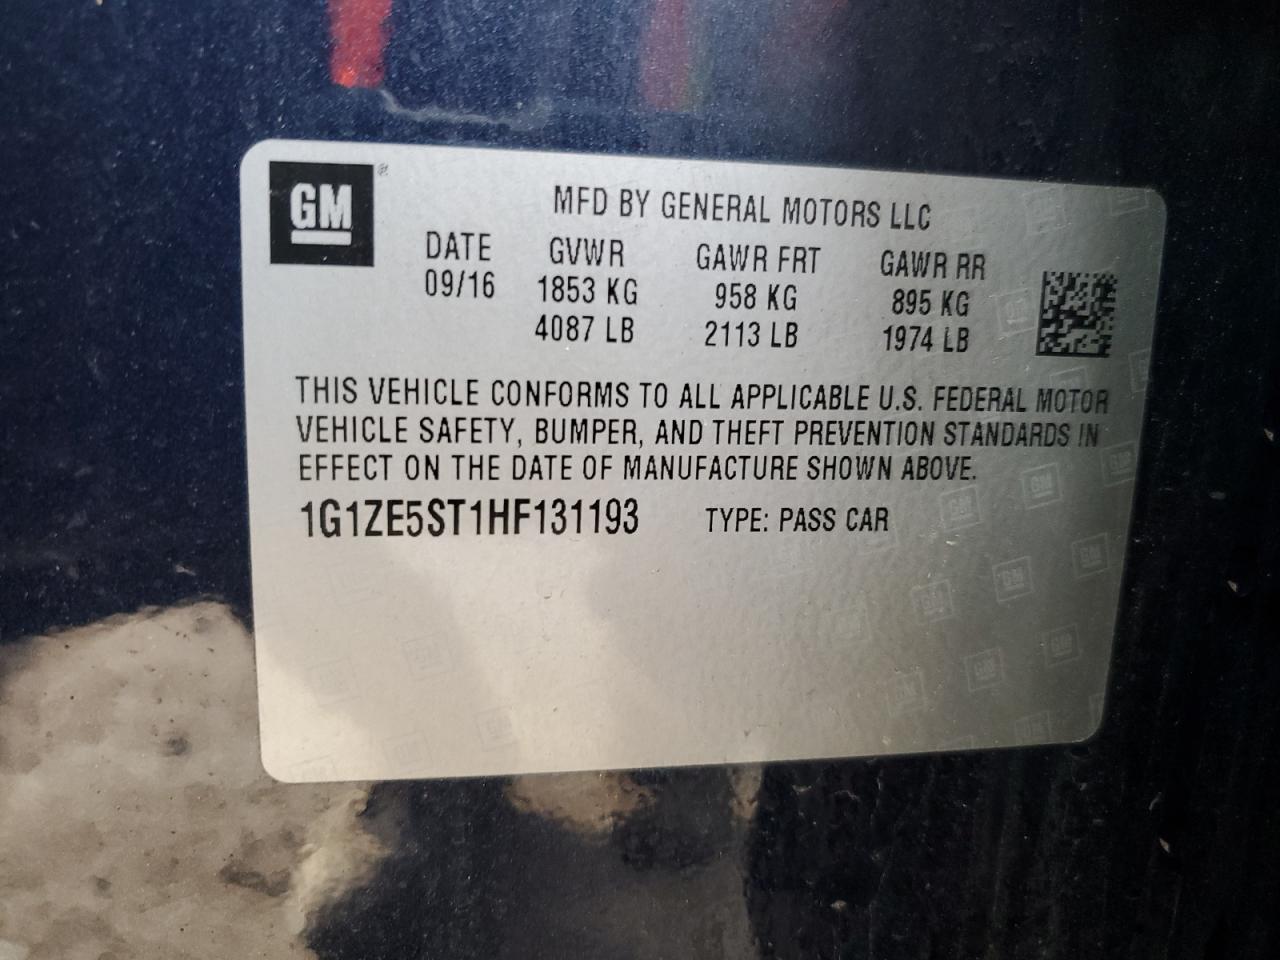 GM®
MFD BY GENERAL MOTORS LLC
DATE GVWR GAWR FRT GAWR RR
09/16 1853 KG 958 KG 895 KG
4087 LB 2113 LB 1974 LB
THIS VEHICLE CONFORMS TO ALL APPLICABLE U.S. FEDERAL MOTOR
VEHICLE SAFETY, BUMPER, AND THEFT PREVENTION STANDARDS IN
EFFECT ON THE DATE OF MANUFACTURE SHOWN ABOVE.
1G1ZE5ST1HF131193 TYPE: PASS CAR